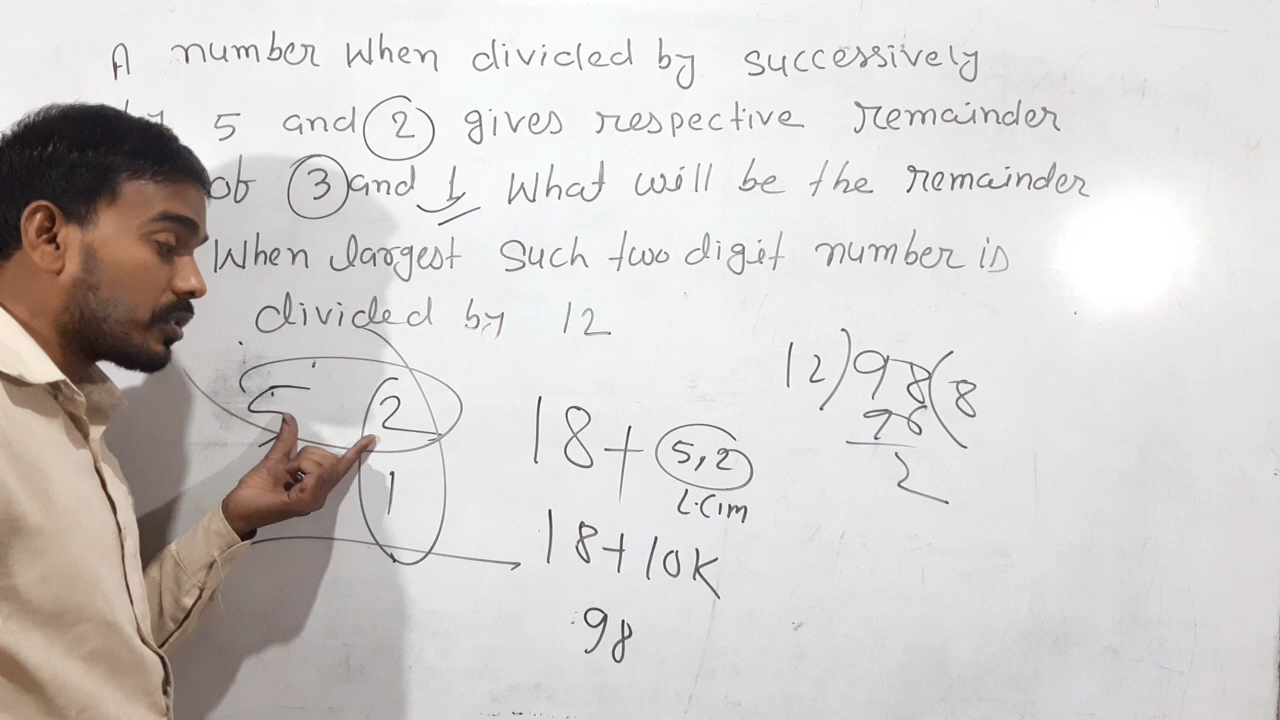 A number When divided by successively
5 and 2 gives respective remainder
of 3 and 1 What will be the remainder
When largest such two digit number is
divided by 12
5 2
1
18+ 5,2
L.C.m
18+10K
98
12)98(8
96
2